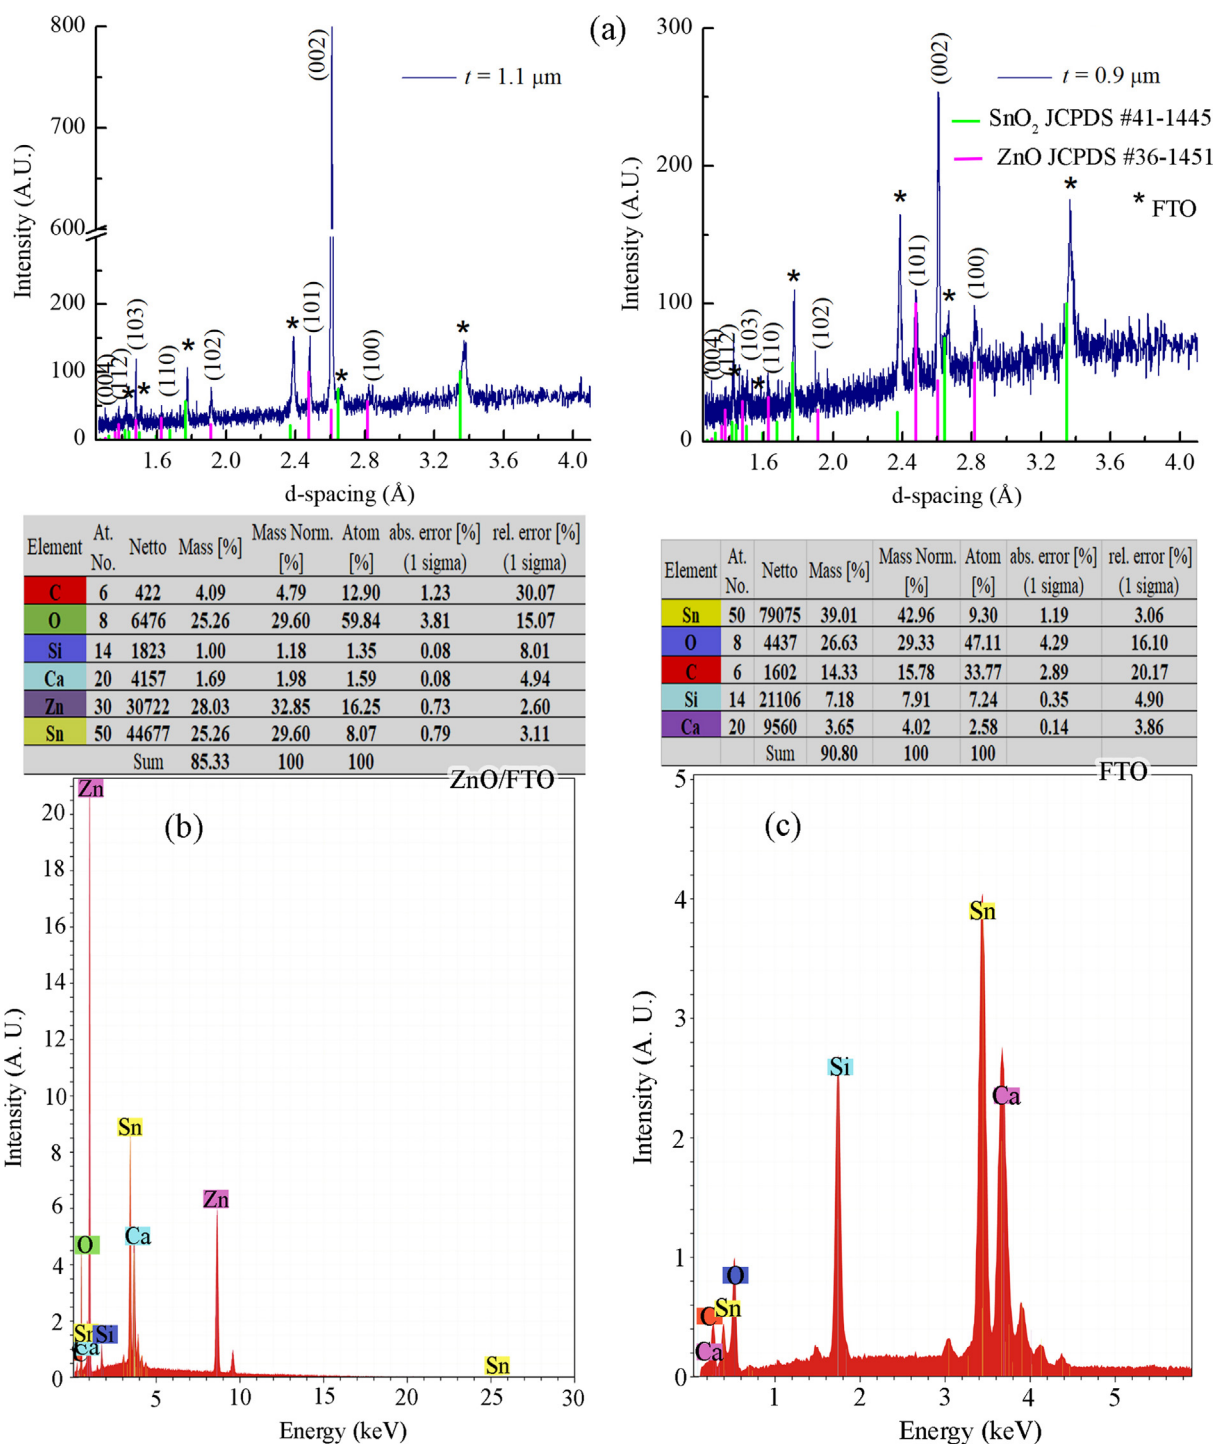 (a)
800
700
600
200
100
0
Intensity (A.U.)
(002)
t = 1.1 μm
(004)
(112)
(103)
(110)
(102)
(101)
(100)
* * * * * *
1.6 2.0 2.4 2.8 3.2 3.6 4.0
d-spacing (Å)
300
200
100
0
Intensity (A.U.)
(002)
t = 0.9 μm
SnO2 JCPDS #41-1445
ZnO JCPDS #36-1451
* FTO
(004)
(112)
(103)
(110)
(102)
(101)
(100)
* * * * * *
1.6 2.0 2.4 2.8 3.2 3.6 4.0
d-spacing (Å)
Element At. No. Netto Mass [%] Mass Norm. [%] Atom [%] abs. error [%] (1 sigma) rel. error [%] (1 sigma)
C 6 422 4.09 4.79 12.90 1.23 30.07
O 8 6476 25.26 29.60 59.84 3.81 15.07
Si 14 1823 1.00 1.18 1.35 0.08 8.01
Ca 20 4157 1.69 1.98 1.59 0.08 4.94
Zn 30 30722 28.03 32.85 16.25 0.73 2.60
Sn 50 44677 25.26 29.60 8.07 0.79 3.11
Sum 85.33 100 100
Element At. No. Netto Mass [%] Mass Norm. [%] Atom [%] abs. error [%] (1 sigma) rel. error [%] (1 sigma)
Sn 50 79075 39.01 42.96 9.30 1.19 3.06
O 8 4437 26.63 29.33 47.11 4.29 16.10
C 6 1602 14.33 15.78 33.77 2.89 20.17
Si 14 21106 7.18 7.91 7.24 0.35 4.90
Ca 20 9560 3.65 4.02 2.58 0.14 3.86
Sum 90.80 100 100
ZnO/FTO
(b)
20
18
16
14
12
10
8
6
4
2
0
Intensity (A. U.)
Zn
Sn
Zn
Ca
O
Sn
Si
Ca
C
Sn
5 10 15 20 25 30
Energy (keV)
FTO
(c)
5
4
3
2
1
0
Intensity (A. U.)
Sn
Si
Ca
O
C
Sn
Ca
1 2 3 4 5
Energy (keV)